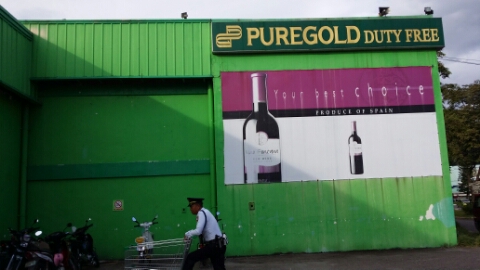 PUREGOLD DUTY FREE
Your best choice
PRODUCE OF SPAIN